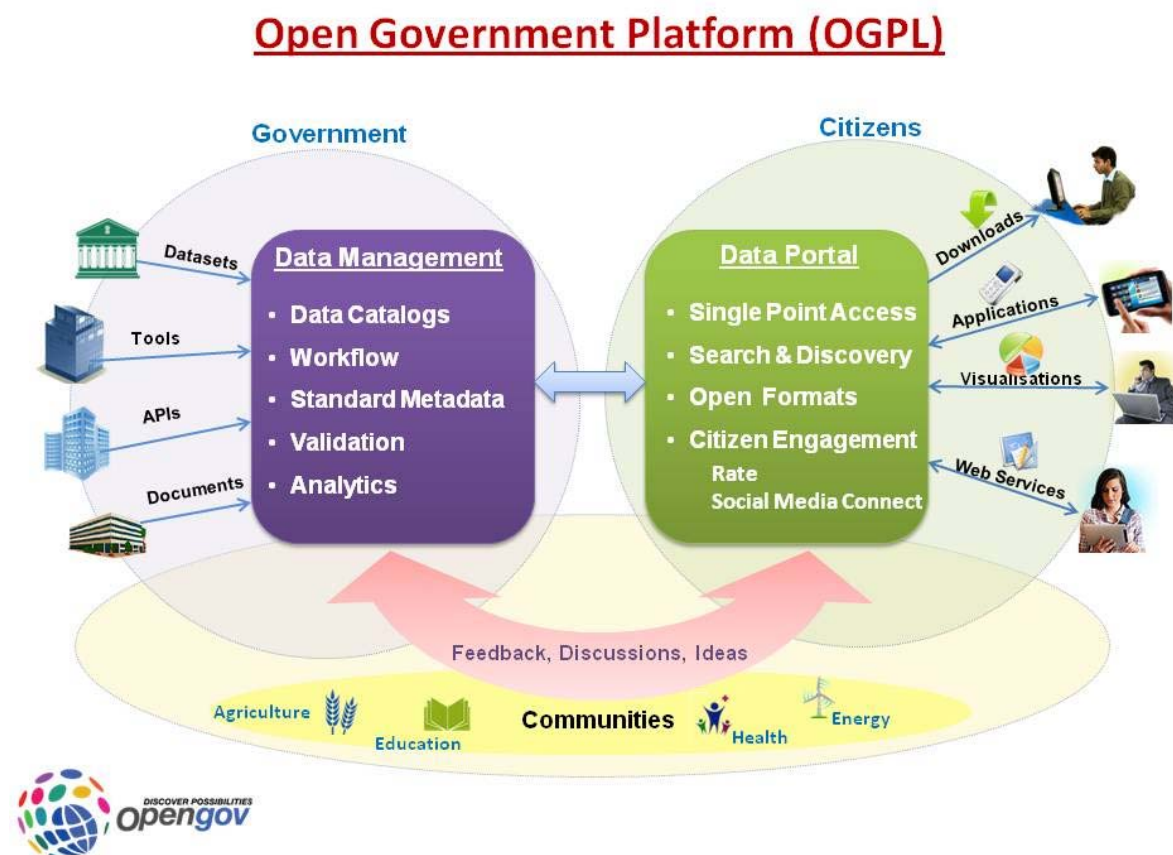 Open Government Platform (OGPL)
Government
Citizens
Datasets
Tools
APIs
Documents
Data Management
· Data Catalogs
· Workflow
· Standard Metadata
· Validation
· Analytics
Data Portal
· Single Point Access
· Search & Discovery
· Open Formats
· Citizen Engagement
Rate
Social Media Connect
Downloads
Applications
Visualisations
Web Services
Feedback, Discussions, Ideas
Agriculture
Education
Communities
Health
Energy
DISCOVER POSSIBILITIES
opengov